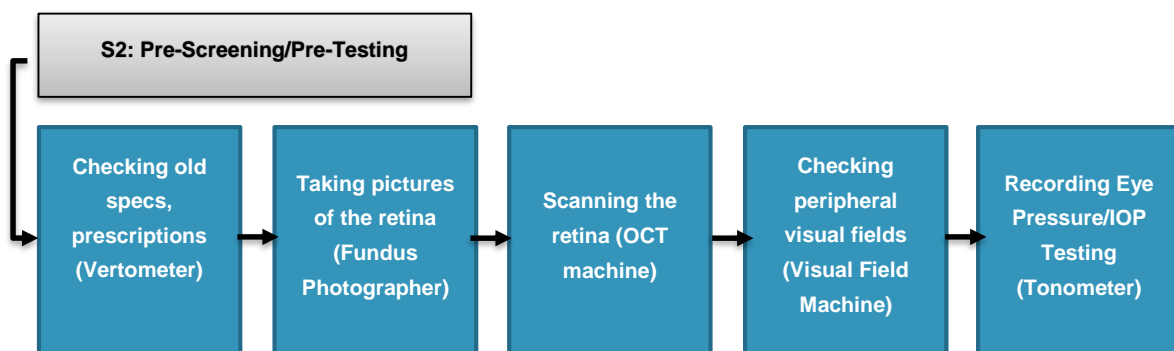 S2: Pre-Screening/Pre-Testing
Checking old
specs,
prescriptions
(Vertometer)
Taking pictures
of the retina
(Fundus
Photographer)
Scanning the
retina (OCT
machine)
Checking
peripheral
visual fields
(Visual Field
Machine)
Recording Eye
Pressure/IOP
Testing
(Tonometer)